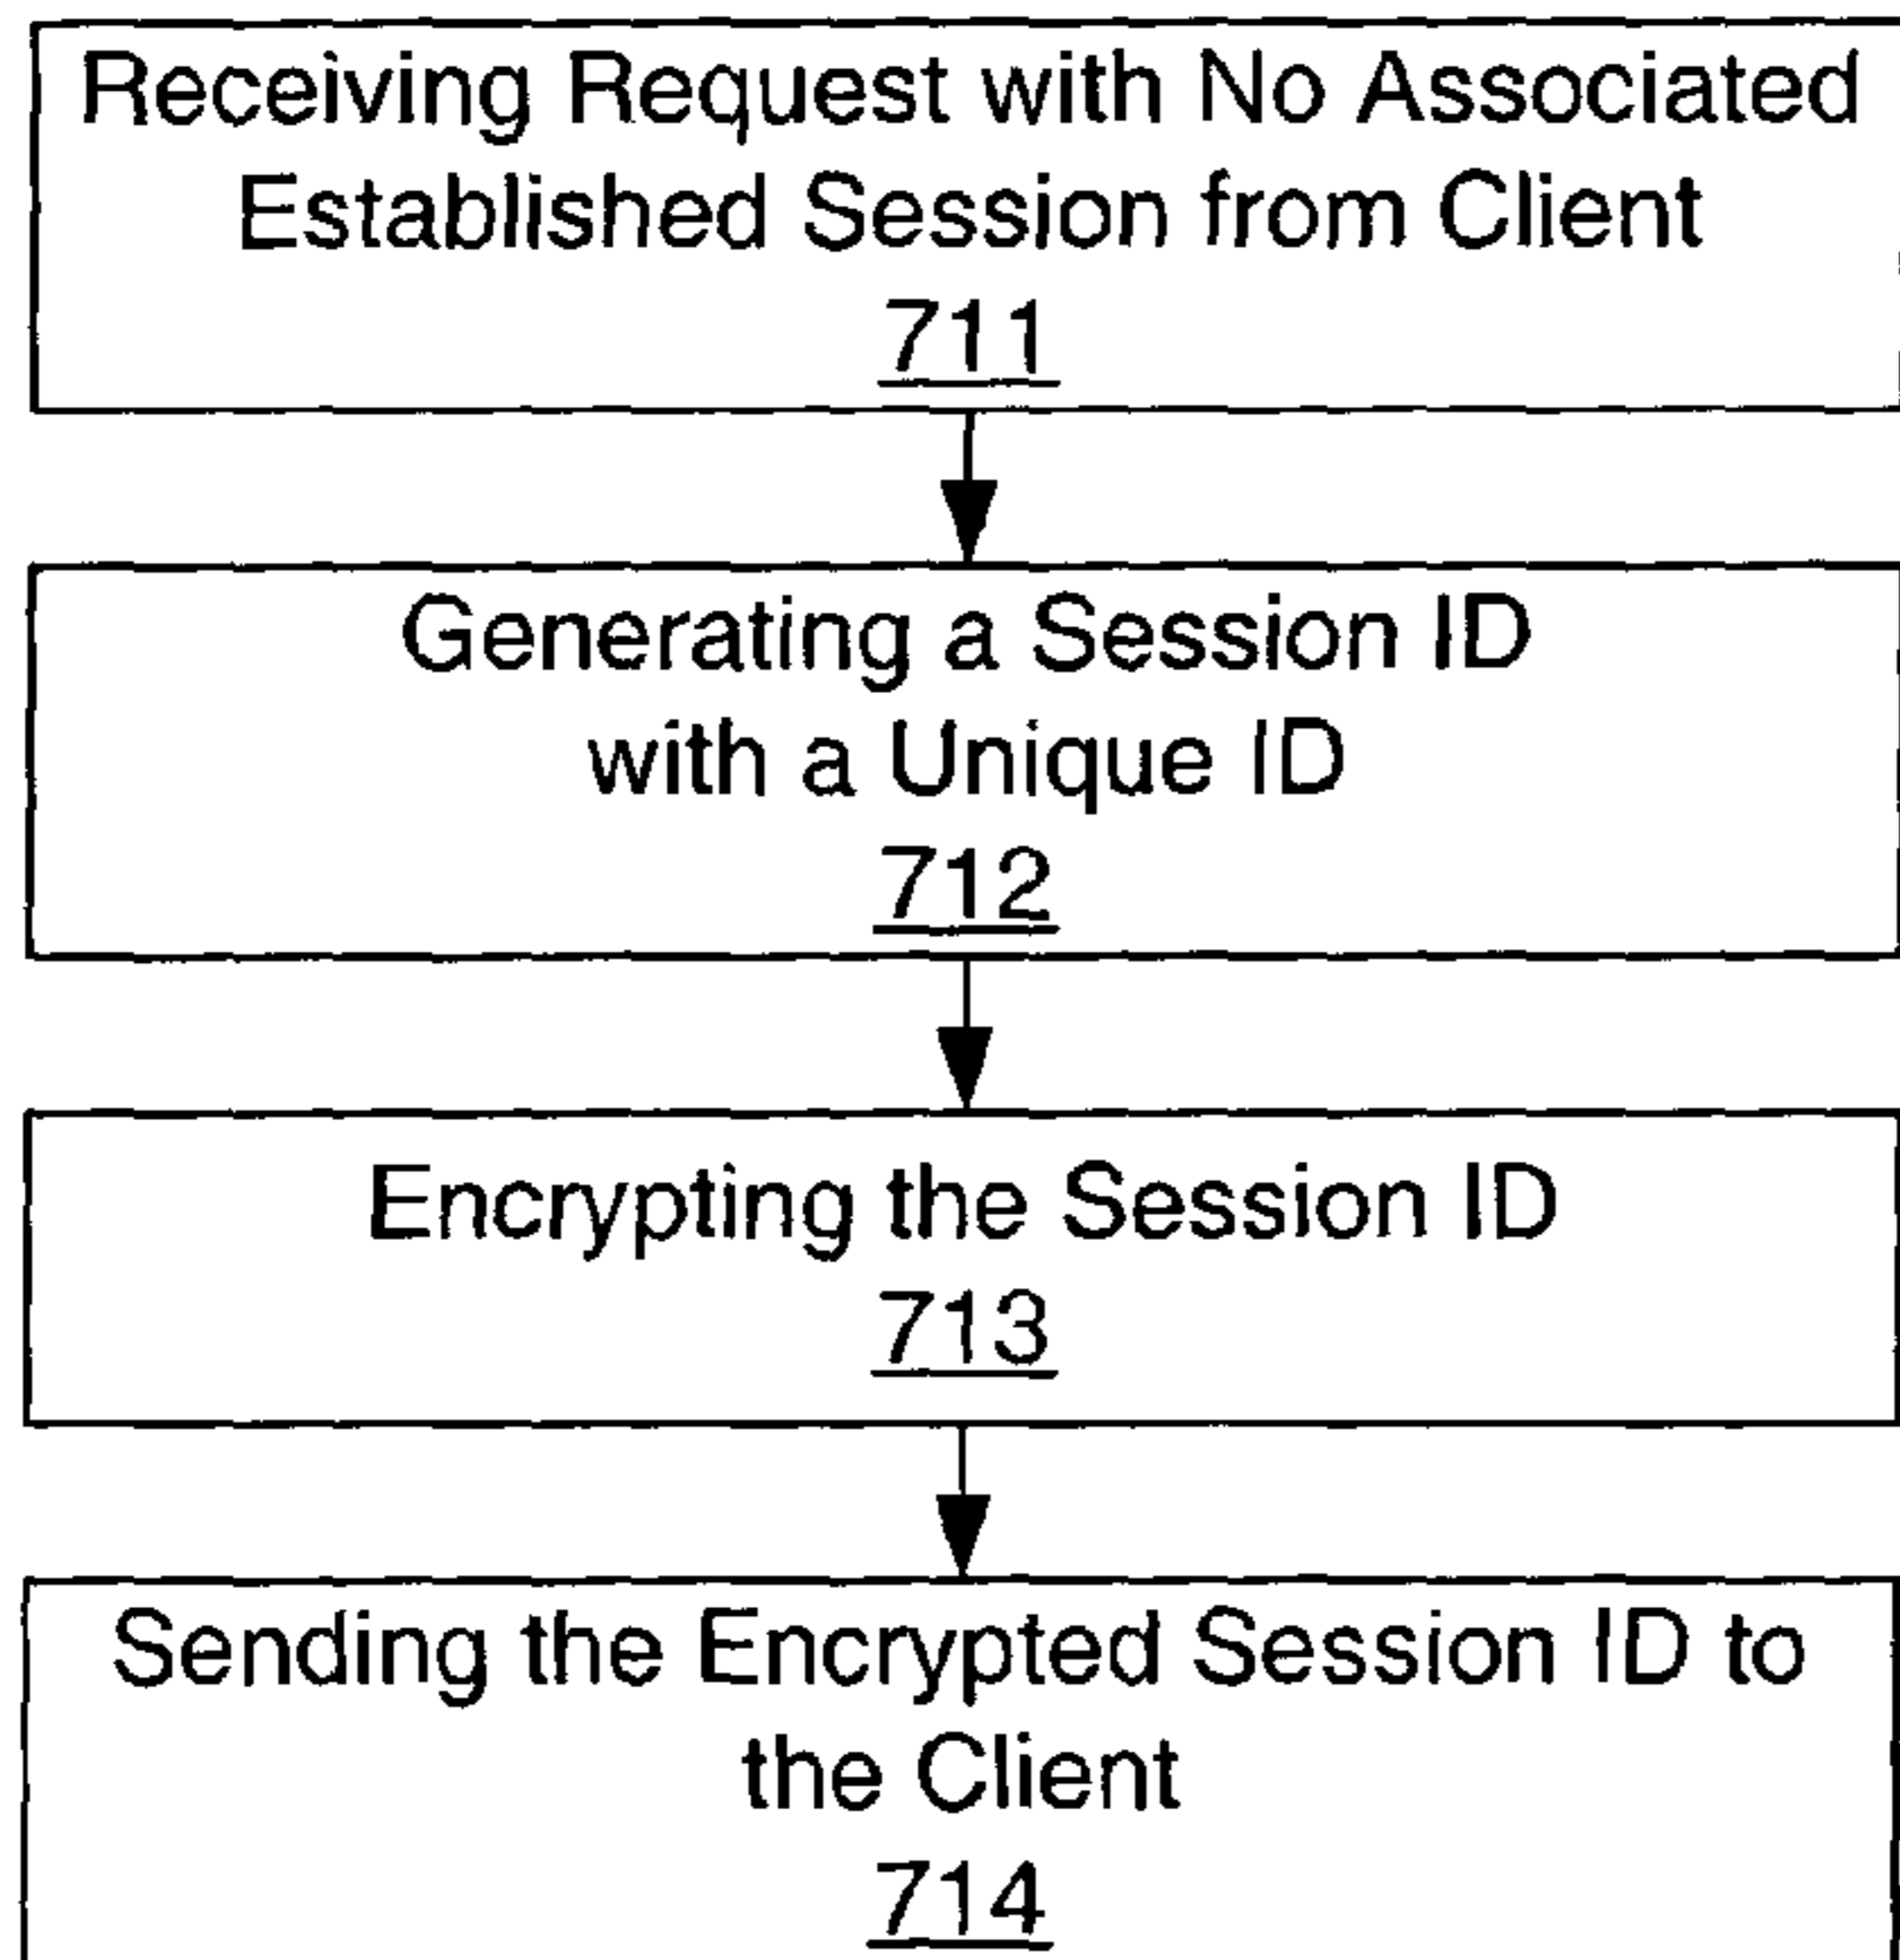 Receiving Request with No Associated
Established Session from Client
711
Generating a Session ID
with a Unique ID
712
Encrypting the Session ID
713
Sending the Encrypted Session ID to
the Client
714